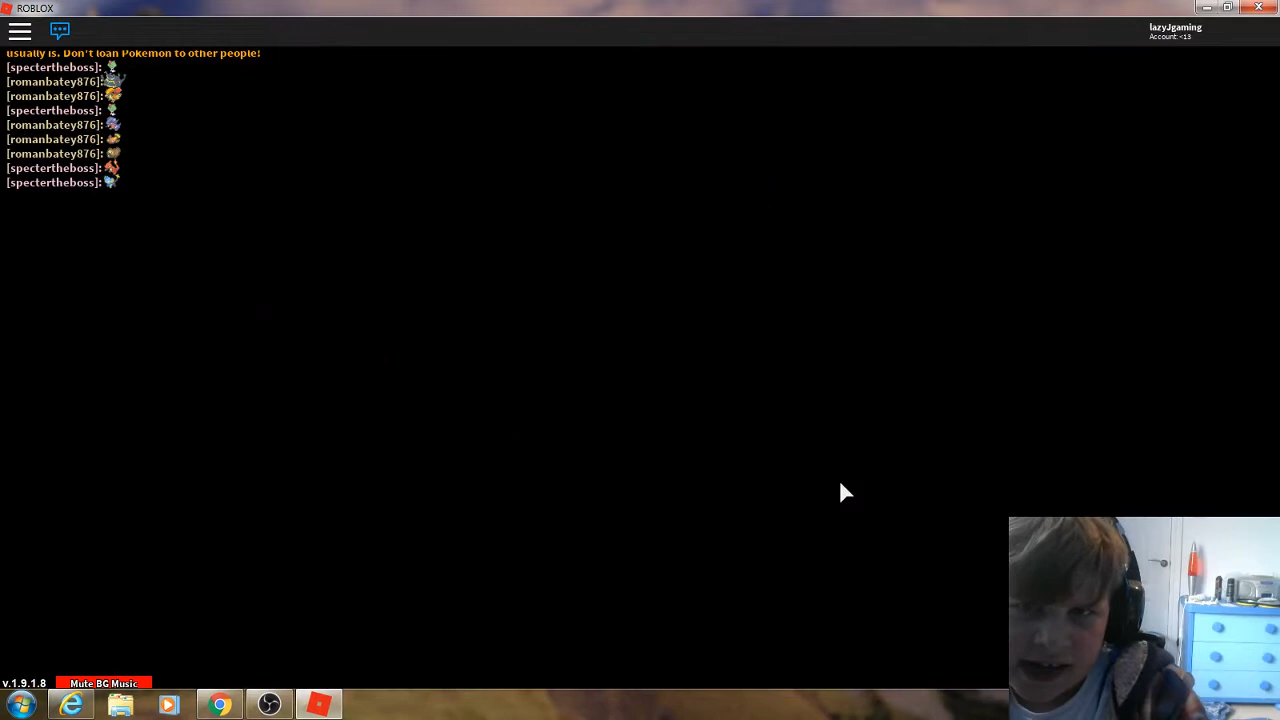 ROBLOX
lazyJgaming
Account: <13
usually is. Don't loan Pokemon to other people!
[spectertheboss]:
[romanbatey876]:
[romanbatey876]:
[spectertheboss]:
[romanbatey876]:
[romanbatey876]:
[romanbatey876]:
[spectertheboss]:
[spectertheboss]:
v.1.9.1.8
Mute BG Music